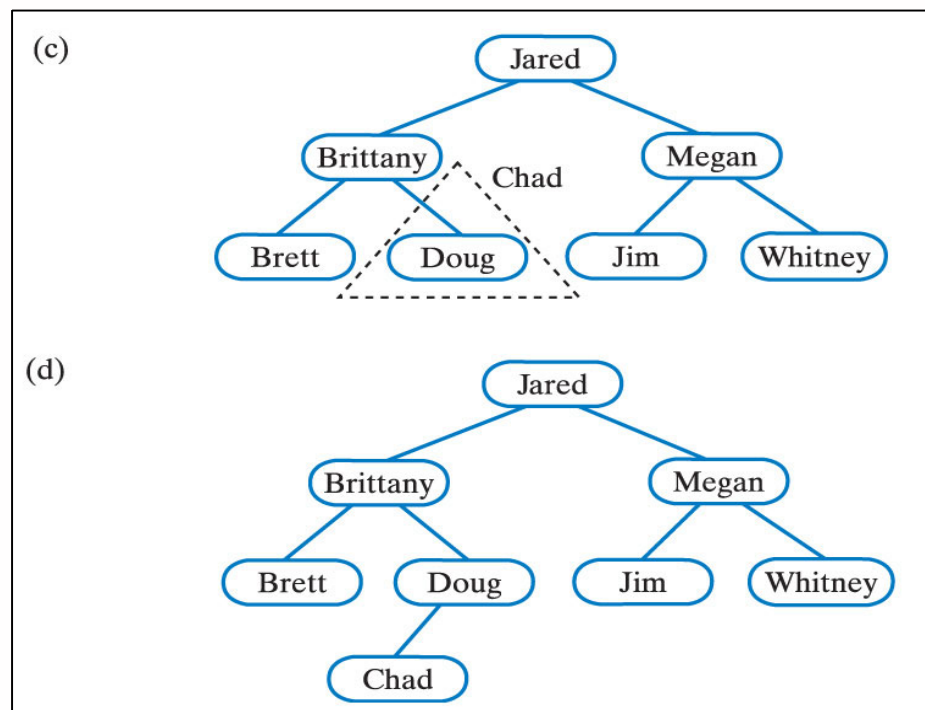 (c)
Jared
Brittany Chad Megan
Brett Doug Jim Whitney
(d)
Jared
Brittany Megan
Brett Doug Jim Whitney
Chad